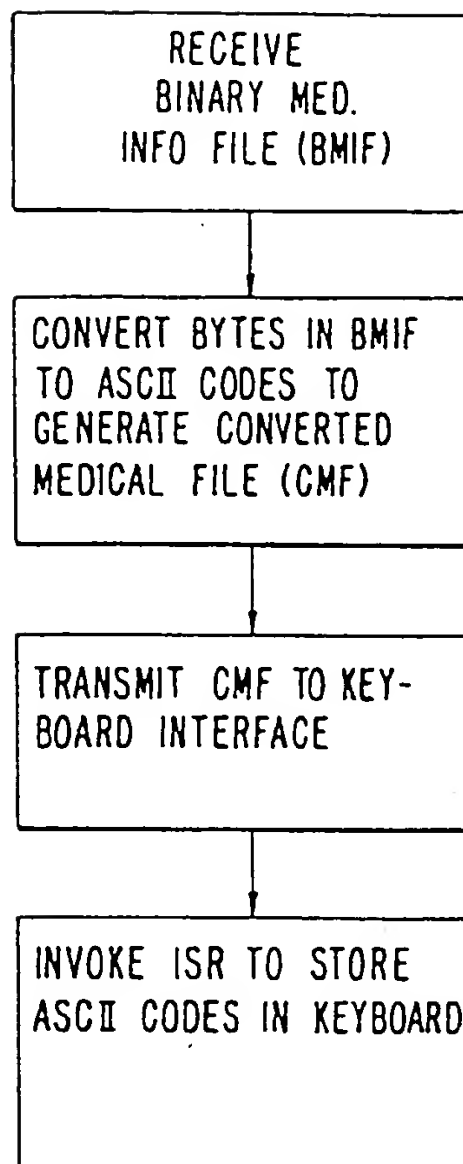 RECEIVE
BINARY MED.
INFO FILE (BMIF)
CONVERT BYTES IN BMIF
TO ASCII CODES TO
GENERATE CONVERTED
MEDICAL FILE (CMF)
TRANSMIT CMF TO KEY-
BOARD INTERFACE
INVOKE ISR TO STORE
ASCII CODES IN KEYBOARD